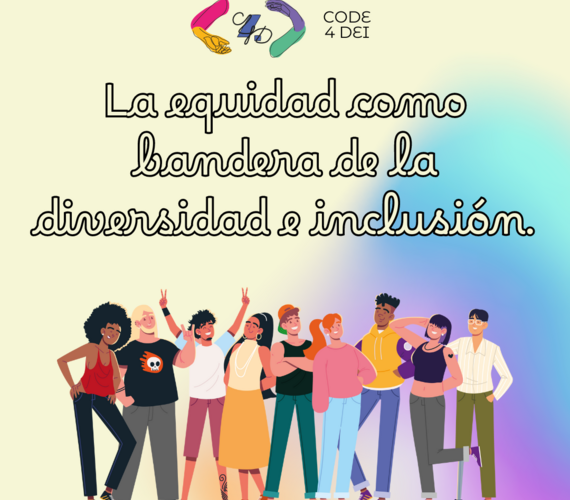 CODE
4 DEI
La equidad como
bandera de la
diversidad e inclusión.